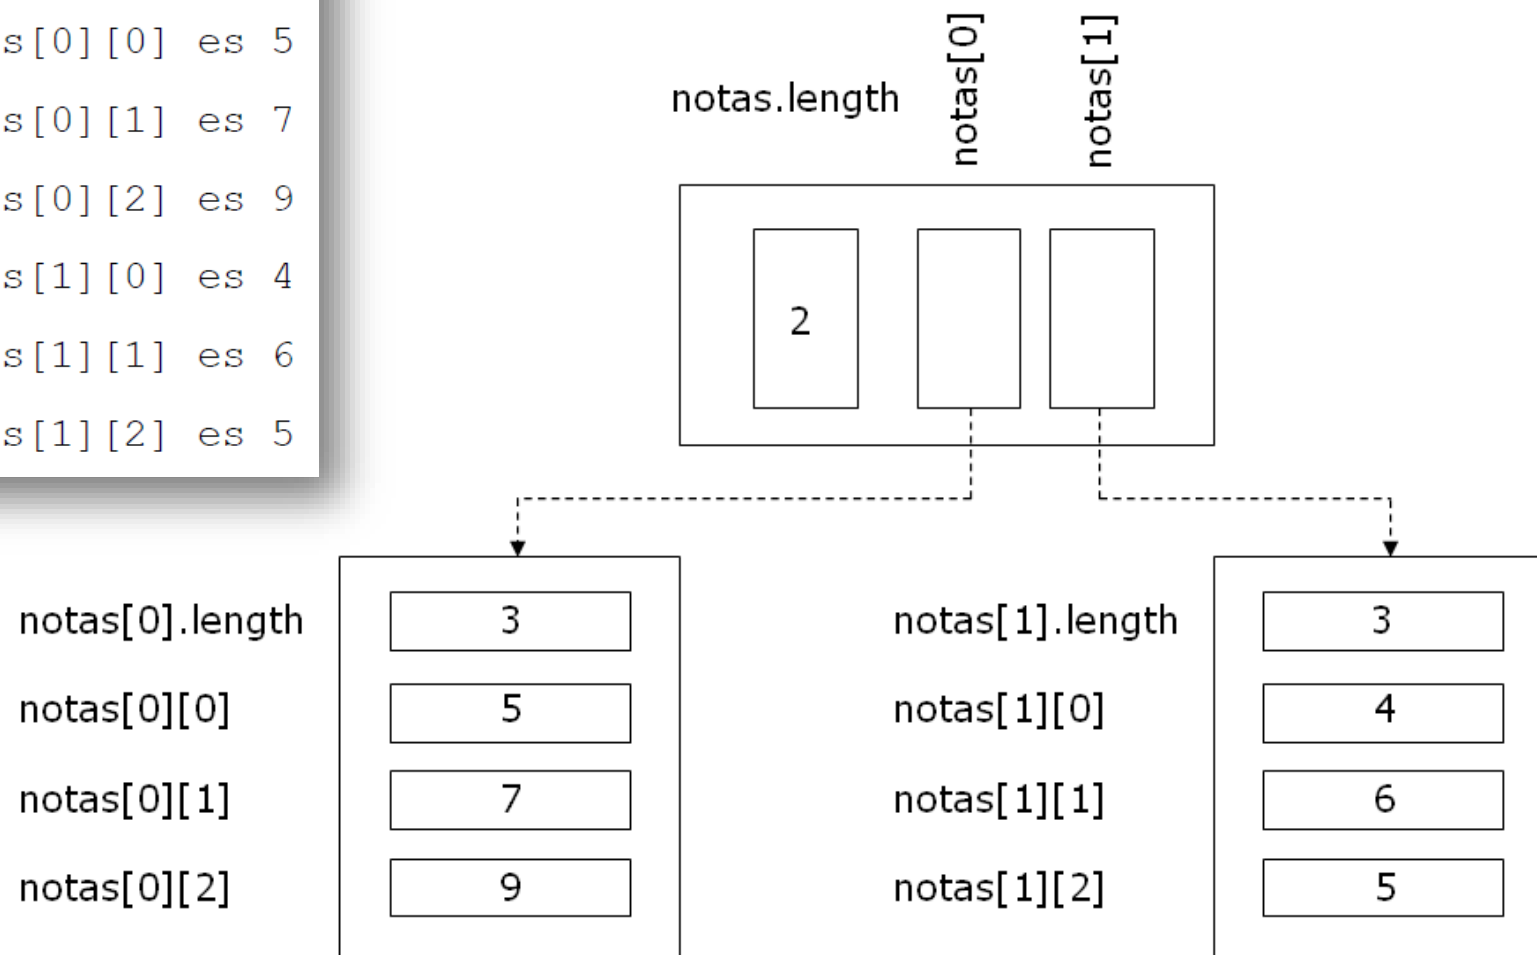 s[0][0] es 5
s[0][1] es 7
s[0][2] es 9
s[1][0] es 4
s[1][1] es 6
s[1][2] es 5
notas.length
notas[0]
notas[1]
2
notas[0].length 3
notas[0][0] 5
notas[0][1] 7
notas[0][2] 9
notas[1].length 3
notas[1][0] 4
notas[1][1] 6
notas[1][2] 5